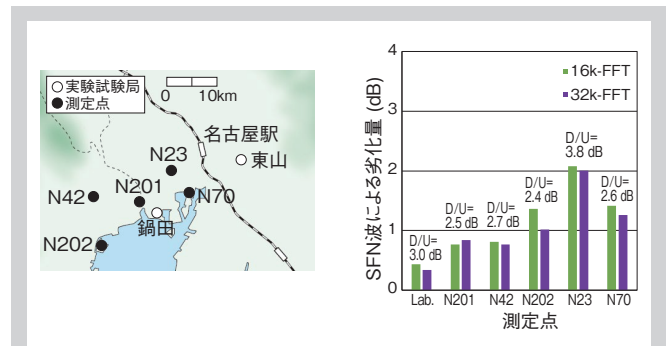 ○実験試験局
●測定点
0 10km
名古屋駅
東山
N23
N42
N201
N70
鍋田
N202
SFN波による劣化量 (dB)
4
3
2
1
0
16k-FFT
32k-FFT
D/U=
3.0 dB
D/U=
2.5 dB
D/U=
2.7 dB
D/U=
2.4 dB
D/U=
3.8 dB
D/U=
2.6 dB
Lab. N201 N42 N202 N23 N70
測定点